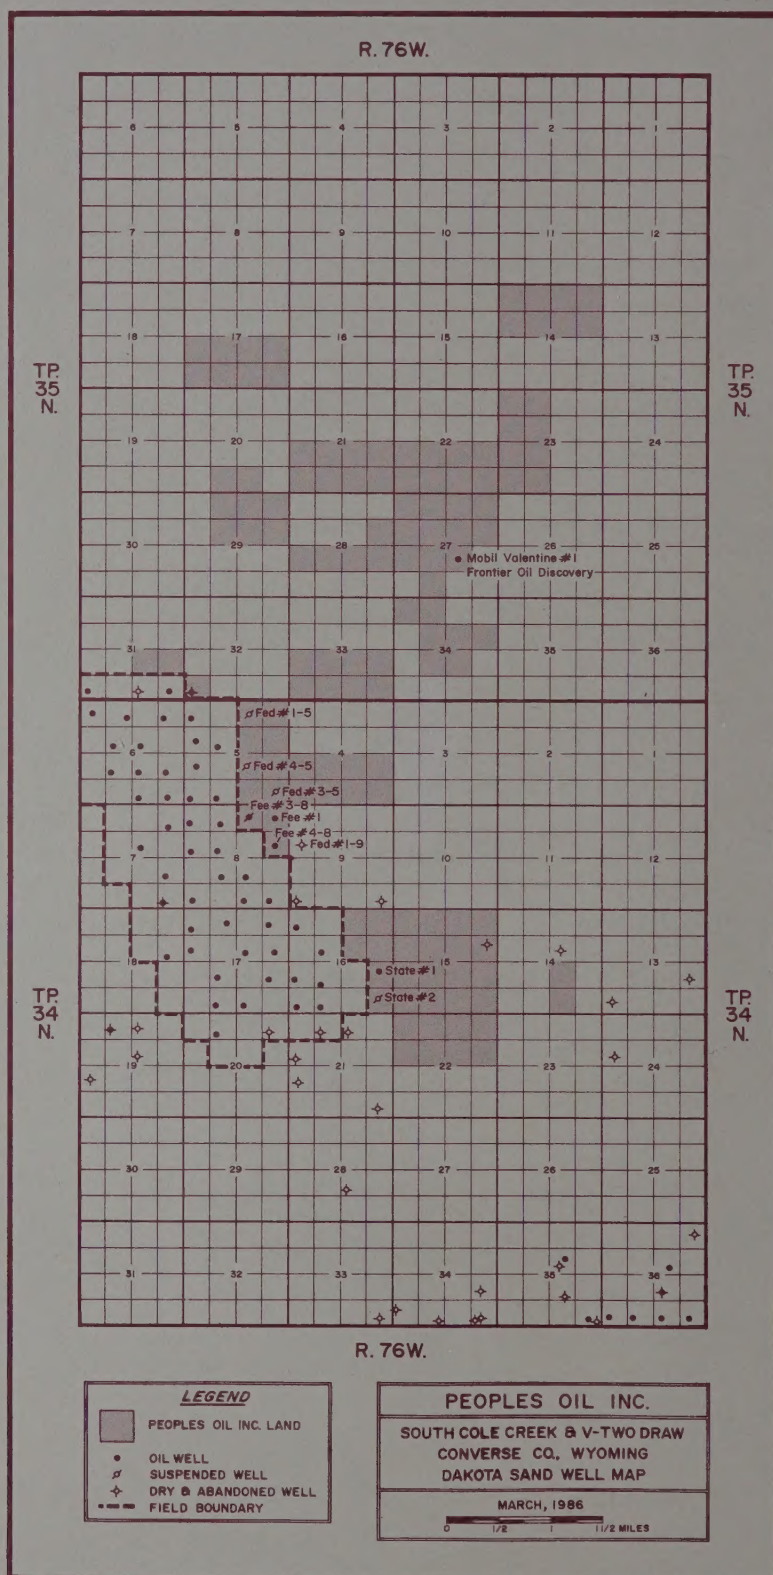 R. 76W.
6 5 4 3 2 1
7 8 9 10 11 12
18 17 16 15 14 13
TP. 35 N.
TP. 35 N.
19 20 21 22 23 24
30 29 28 27 26 25
Mobil Valentine #1
Frontier Oil Discovery
31 32 33 34 35 36
Fed #1-5
6 5 4 3 2 1
Fed #4-5
Fed #3-5
Fee #3-8
Fee #1
Fee #4-8
Fed #1-9
7 8 9 10 11 12
18 17 16 15 14 13
State #1
State #2
TP. 34 N.
TP. 34 N.
19 20 21 22 23 24
30 29 28 27 26 25
31 32 33 34 35 36
R. 76W.
LEGEND
PEOPLES OIL INC. LAND
OIL WELL
SUSPENDED WELL
DRY & ABANDONED WELL
FIELD BOUNDARY
PEOPLES OIL INC.
SOUTH COLE CREEK & V-TWO DRAW
CONVERSE CO., WYOMING
DAKOTA SAND WELL MAP
MARCH, 1986
0 1/2 1 1 1/2 MILES